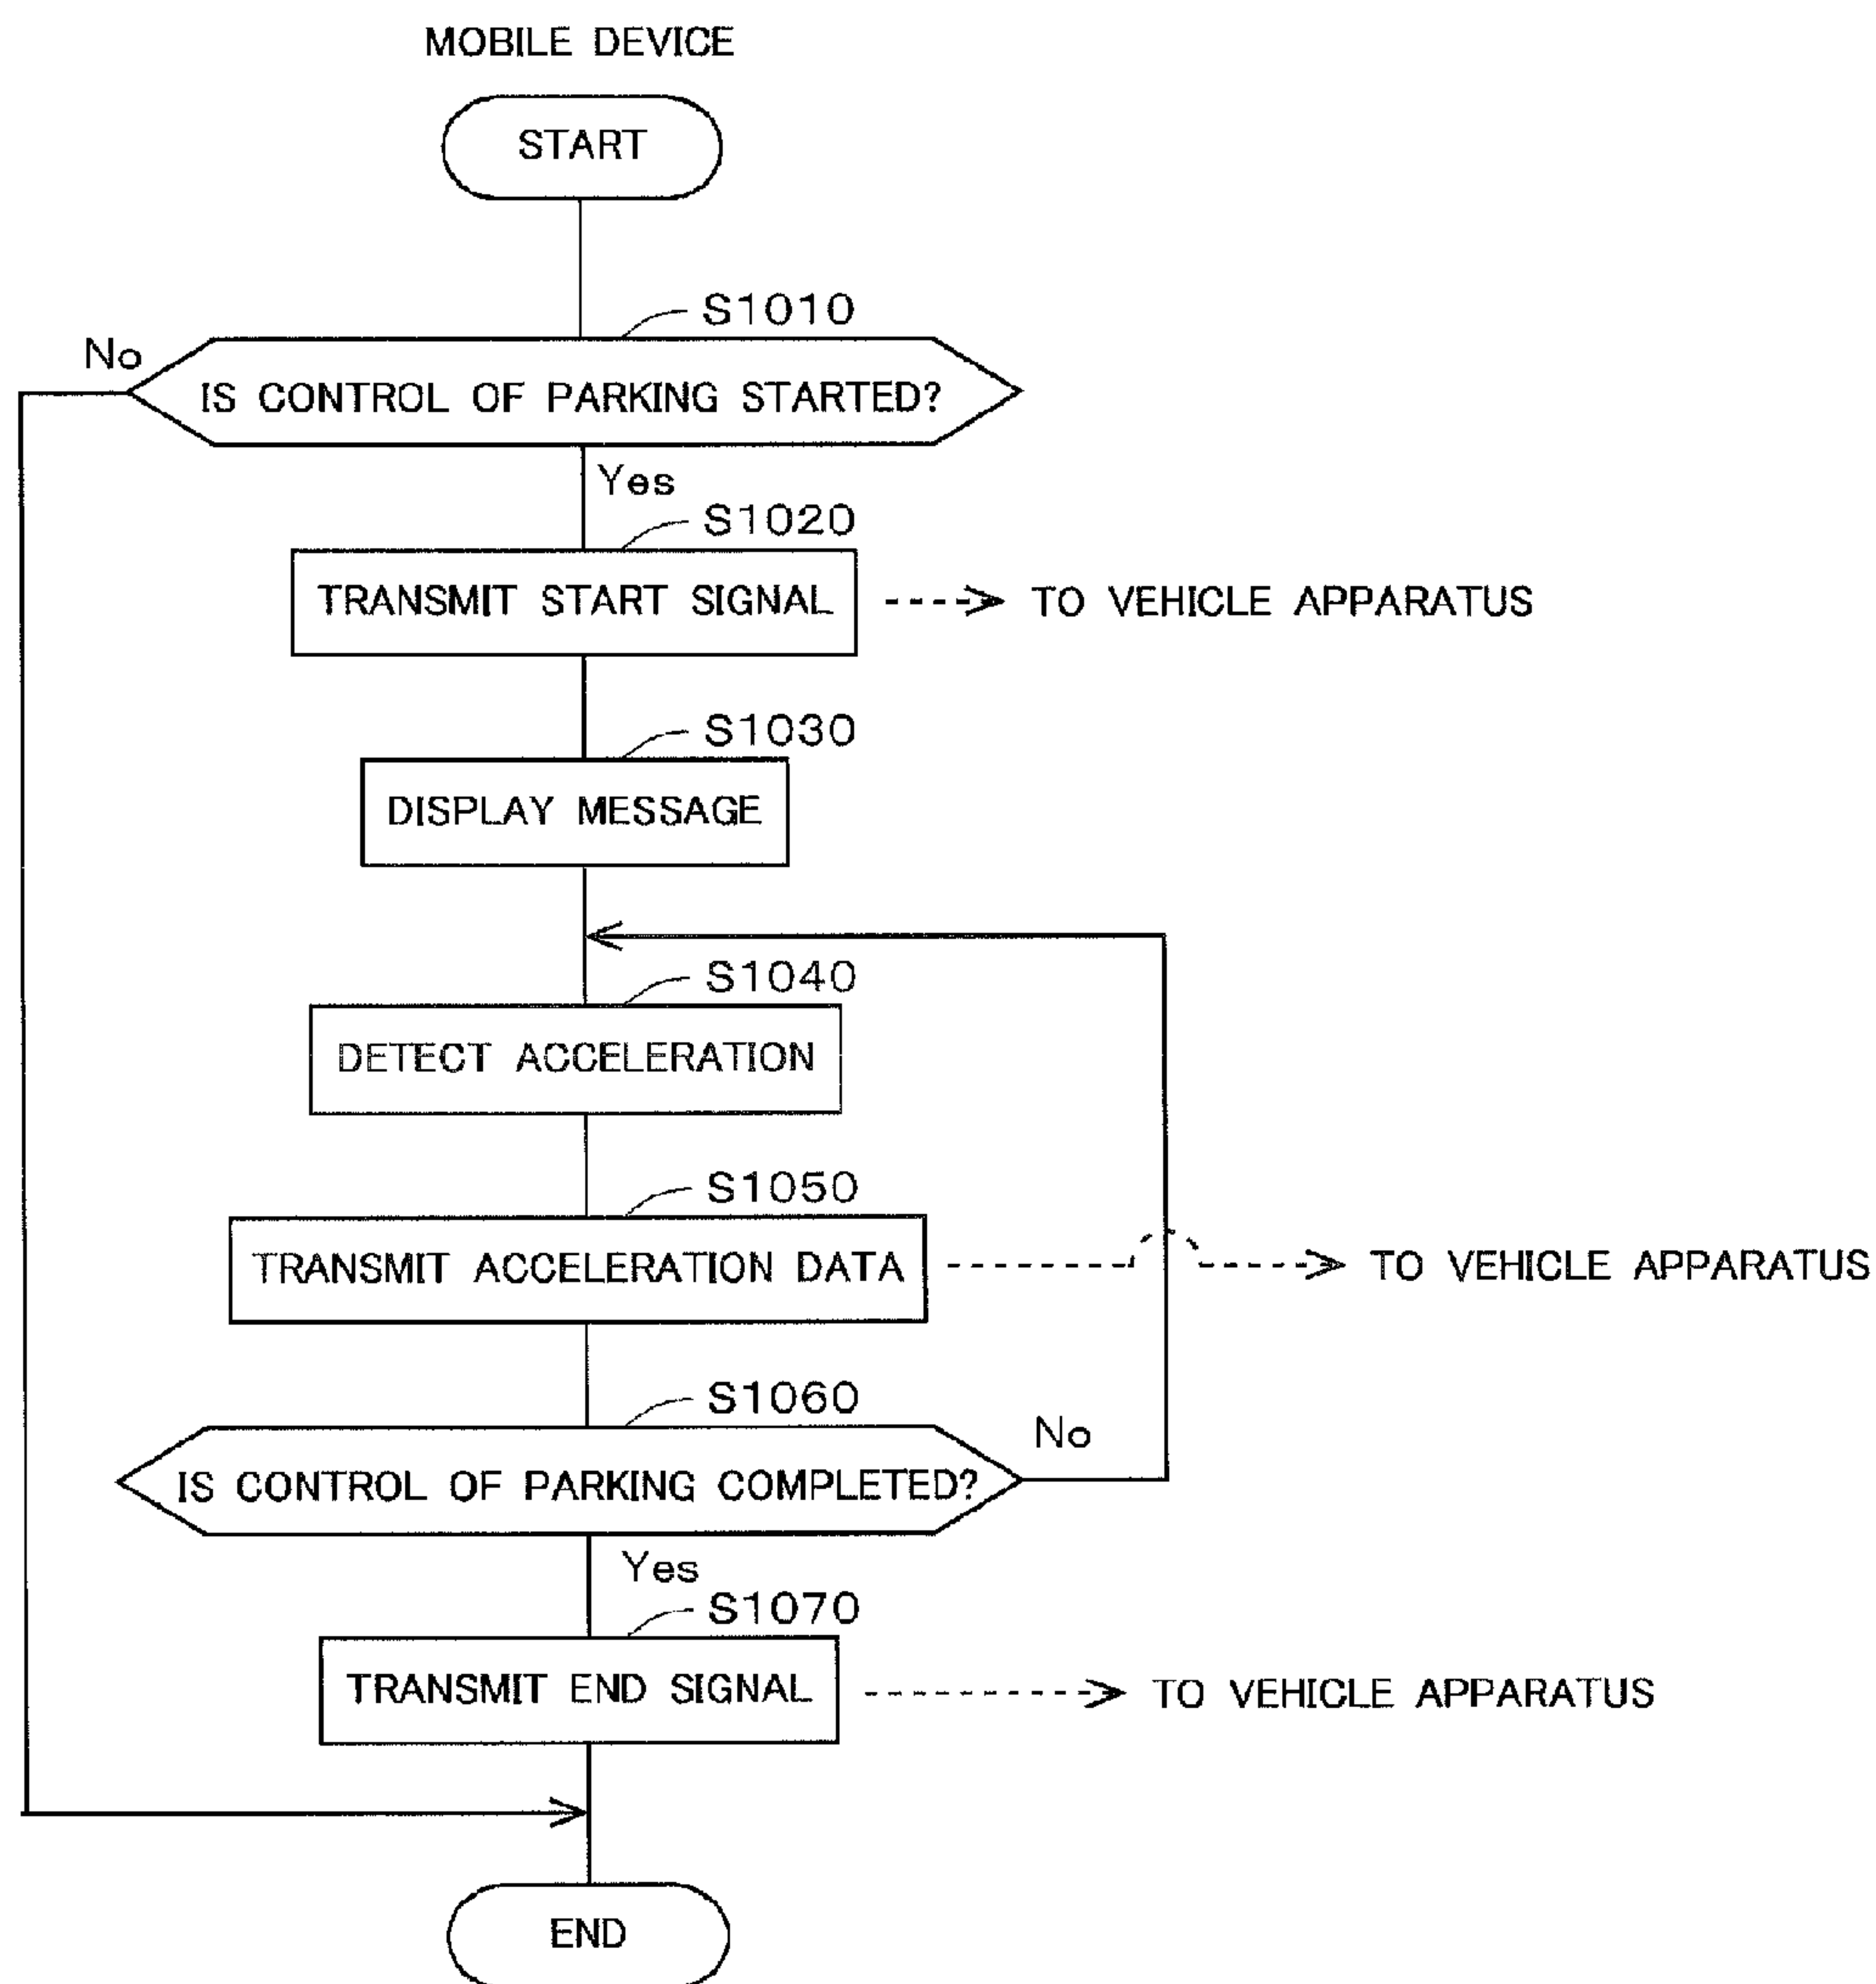 MOBILE DEVICE
START
S1010
No
IS CONTROL OF PARKING STARTED?
Yes
S1020
TRANSMIT START SIGNAL
TO VEHICLE APPARATUS
S1030
DISPLAY MESSAGE
S1040
DETECT ACCELERATION
S1050
TRANSMIT ACCELERATION DATA
TO VEHICLE APPARATUS
S1060
No
IS CONTROL OF PARKING COMPLETED?
Yes
S1070
TRANSMIT END SIGNAL
TO VEHICLE APPARATUS
END